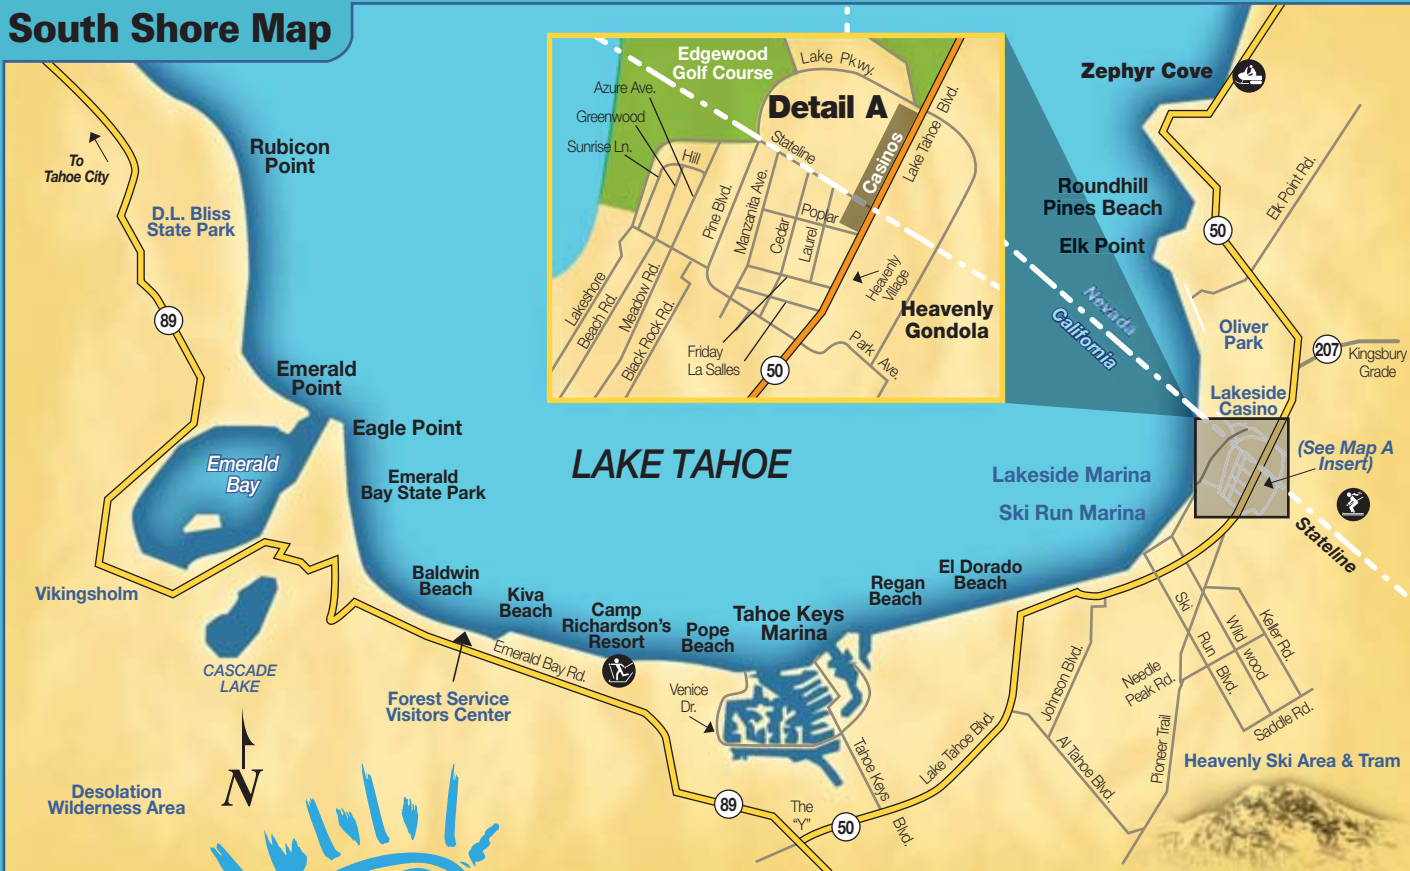 South Shore Map
Rubicon
Point
To
Tahoe City
D.L. Bliss
State Park
89
Emerald
Point
Eagle Point
Emerald
Bay
Emerald
Bay State Park
Vikingsholm
CASCADE
LAKE
N
Desolation
Wilderness Area
Baldwin
Beach
Kiva
Beach
Camp
Richardson's
Resort
Pope
Beach
Tahoe Keys
Marina
Regan
Beach
El Dorado
Beach
Emerald Bay Rd.
Forest Service
Visitors Center
Venice
Dr.
89
The
"Y"
50
Tahoe Keys
Blvd.
Lake Tahoe Blvd.
Johnson Blvd.
Al Tahoe Blvd.
Pioneer Trail
Needle
Peak Rd.
Ski
Run
Blvd.
Wild
wood
Keller Rd.
Saddle Rd.
Heavenly Ski Area & Tram
LAKE TAHOE
Lakeside Marina
Ski Run Marina
Stateline
(See Map A
Insert)
Lakeside
Casino
Oliver
Park
207
Kingsbury
Grade
Nevada
California
Elk Point
Roundhill
Pines Beach
50
Elk Point Rd.
Zephyr Cove
Edgewood
Golf Course
Lake Pkwy.
Detail A
Azure Ave.
Greenwood
Sunrise Ln.
Hill
Stateline
Casinos
Lake Tahoe Blvd.
Pine Blvd.
Manzanita Ave.
Cedar
Laurel
Poplar
Heavenly
Village
Heavenly
Gondola
Lakeshore
Beach Rd.
Meadow Rd.
Black Rock Rd.
Friday
La Salles
50
Park Ave.